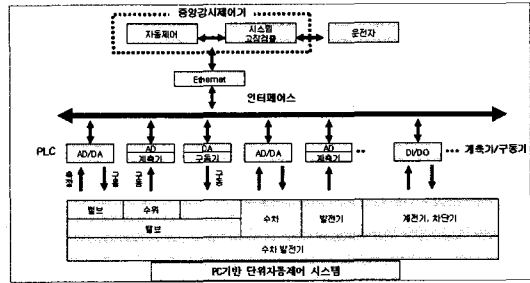 중앙감시제어기
자동제어
시스템
고장검출
운전자
Ethernet
인터페이스
PLC
AD/DA
AD
계측기
DA
구동기
AD/DA
AD
계측기
••
DI/DO
••• 계측기/구동기
밸브
수위
밸브
수차
발전기
계전기, 차단기
수차 발전기
PC기반 단위자동제어 시스템